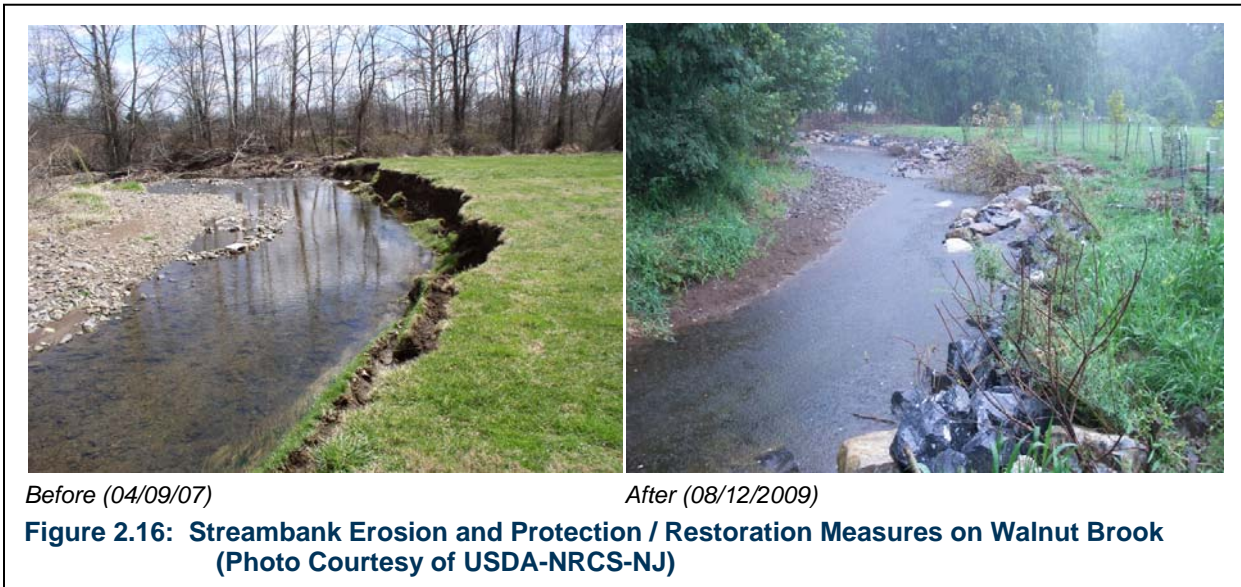 Before (04/09/07)
After (08/12/2009)
Figure 2.16:  Streambank Erosion and Protection / Restoration Measures on Walnut Brook
(Photo Courtesy of USDA-NRCS-NJ)